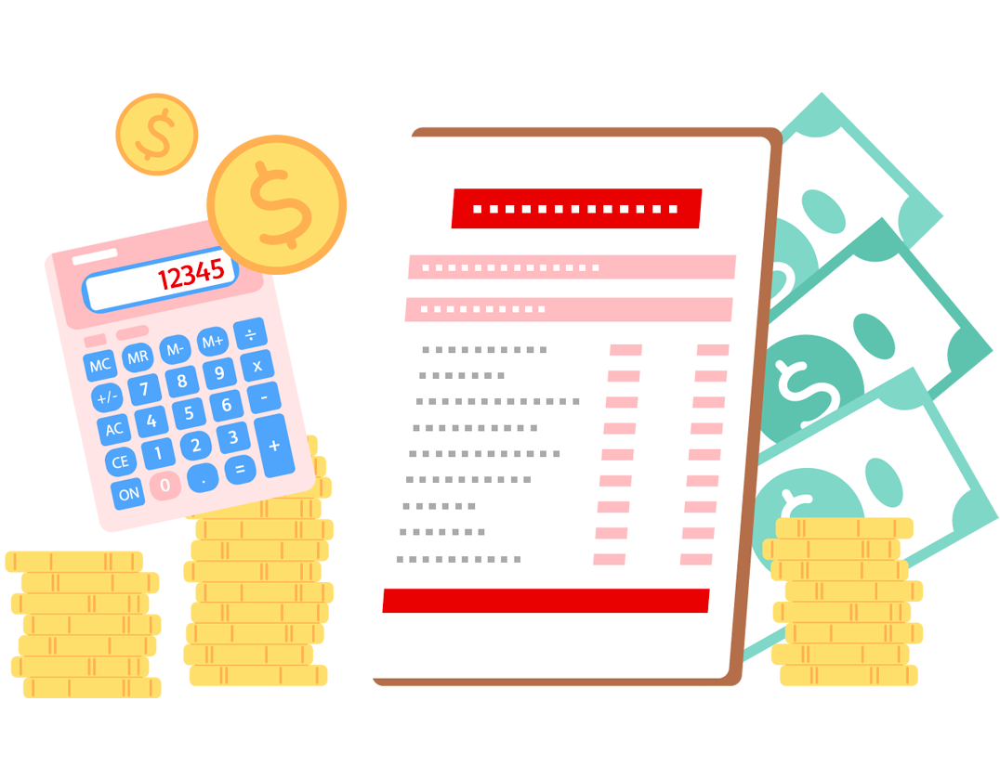 $
$
12345
MC MR M- M+ ÷
+/- 7 8 9 x
AC 4 5 6 -
CE 1 2 3 +
ON 0 . =
$
$